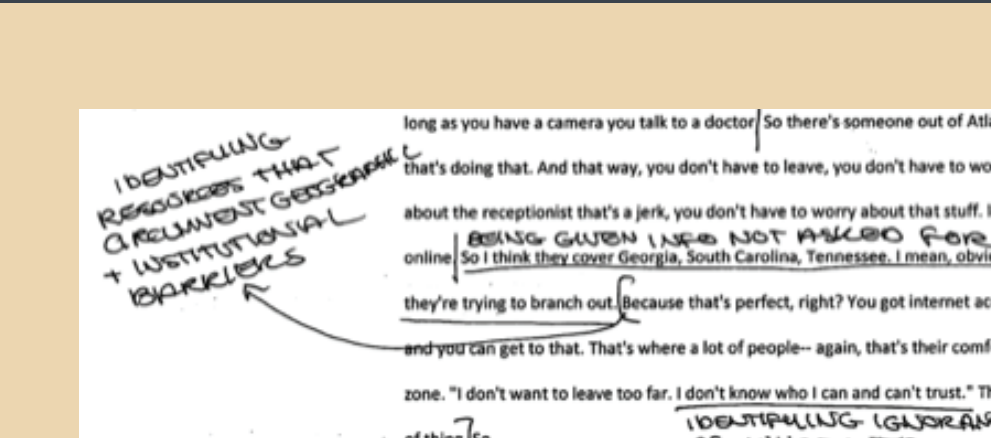 IDENTIFYING
RESOURCES THAT
CIRCUMVENT GEOGRAPHIC
+ INSTITUTIONAL
BARRIERS
long as you have a camera you talk to a doctor So there's someone out of Atla
that's doing that. And that way, you don't have to leave, you don't have to wo
about the receptionist that's a jerk, you don't have to worry about that stuff.
BEING GIVEN INFO NOT ASKED FOR
online So I think they cover Georgia, South Carolina, Tennessee. I mean, obvi
they're trying to branch out. Because that's perfect, right? You got internet ac
and you can get to that. That's where a lot of people-- again, that's their comf
zone. "I don't want to leave too far. I don't know who I can and can't trust." Th
IDENTIFYING IGNORAN